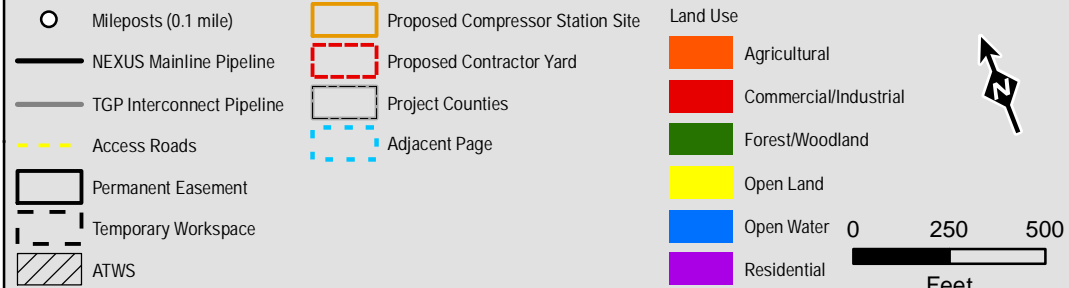 Mileposts (0.1 mile)
NEXUS Mainline Pipeline
TGP Interconnect Pipeline
Access Roads
Permanent Easement
Temporary Workspace
ATWS
Proposed Compressor Station Site
Proposed Contractor Yard
Project Counties
Adjacent Page
Land Use
Agricultural
Commercial/Industrial
Forest/Woodland
Open Land
Open Water
Residential
N
0 250 500
Feet